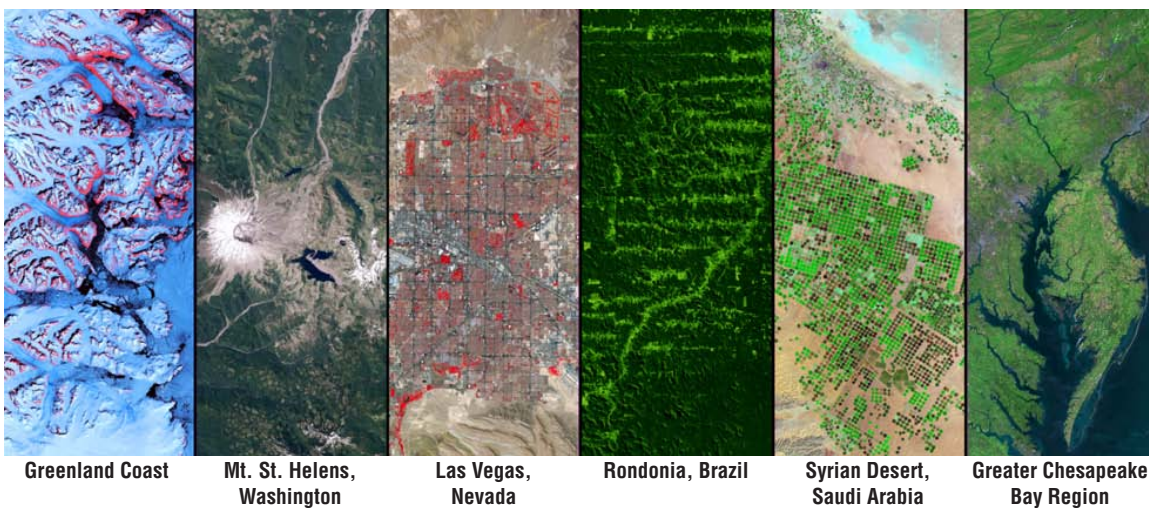 Greenland Coast
Mt. St. Helens,
Washington
Las Vegas,
Nevada
Rondonia, Brazil
Syrian Desert,
Saudi Arabia
Greater Chesapeake
Bay Region